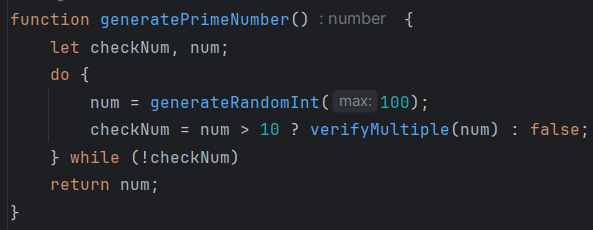 function generatePrimeNumber() : number {
    let checkNum, num;
    do {
        num = generateRandomInt( max: 100);
        checkNum = num > 10 ? verifyMultiple(num) : false;
    } while (!checkNum)
    return num;
}